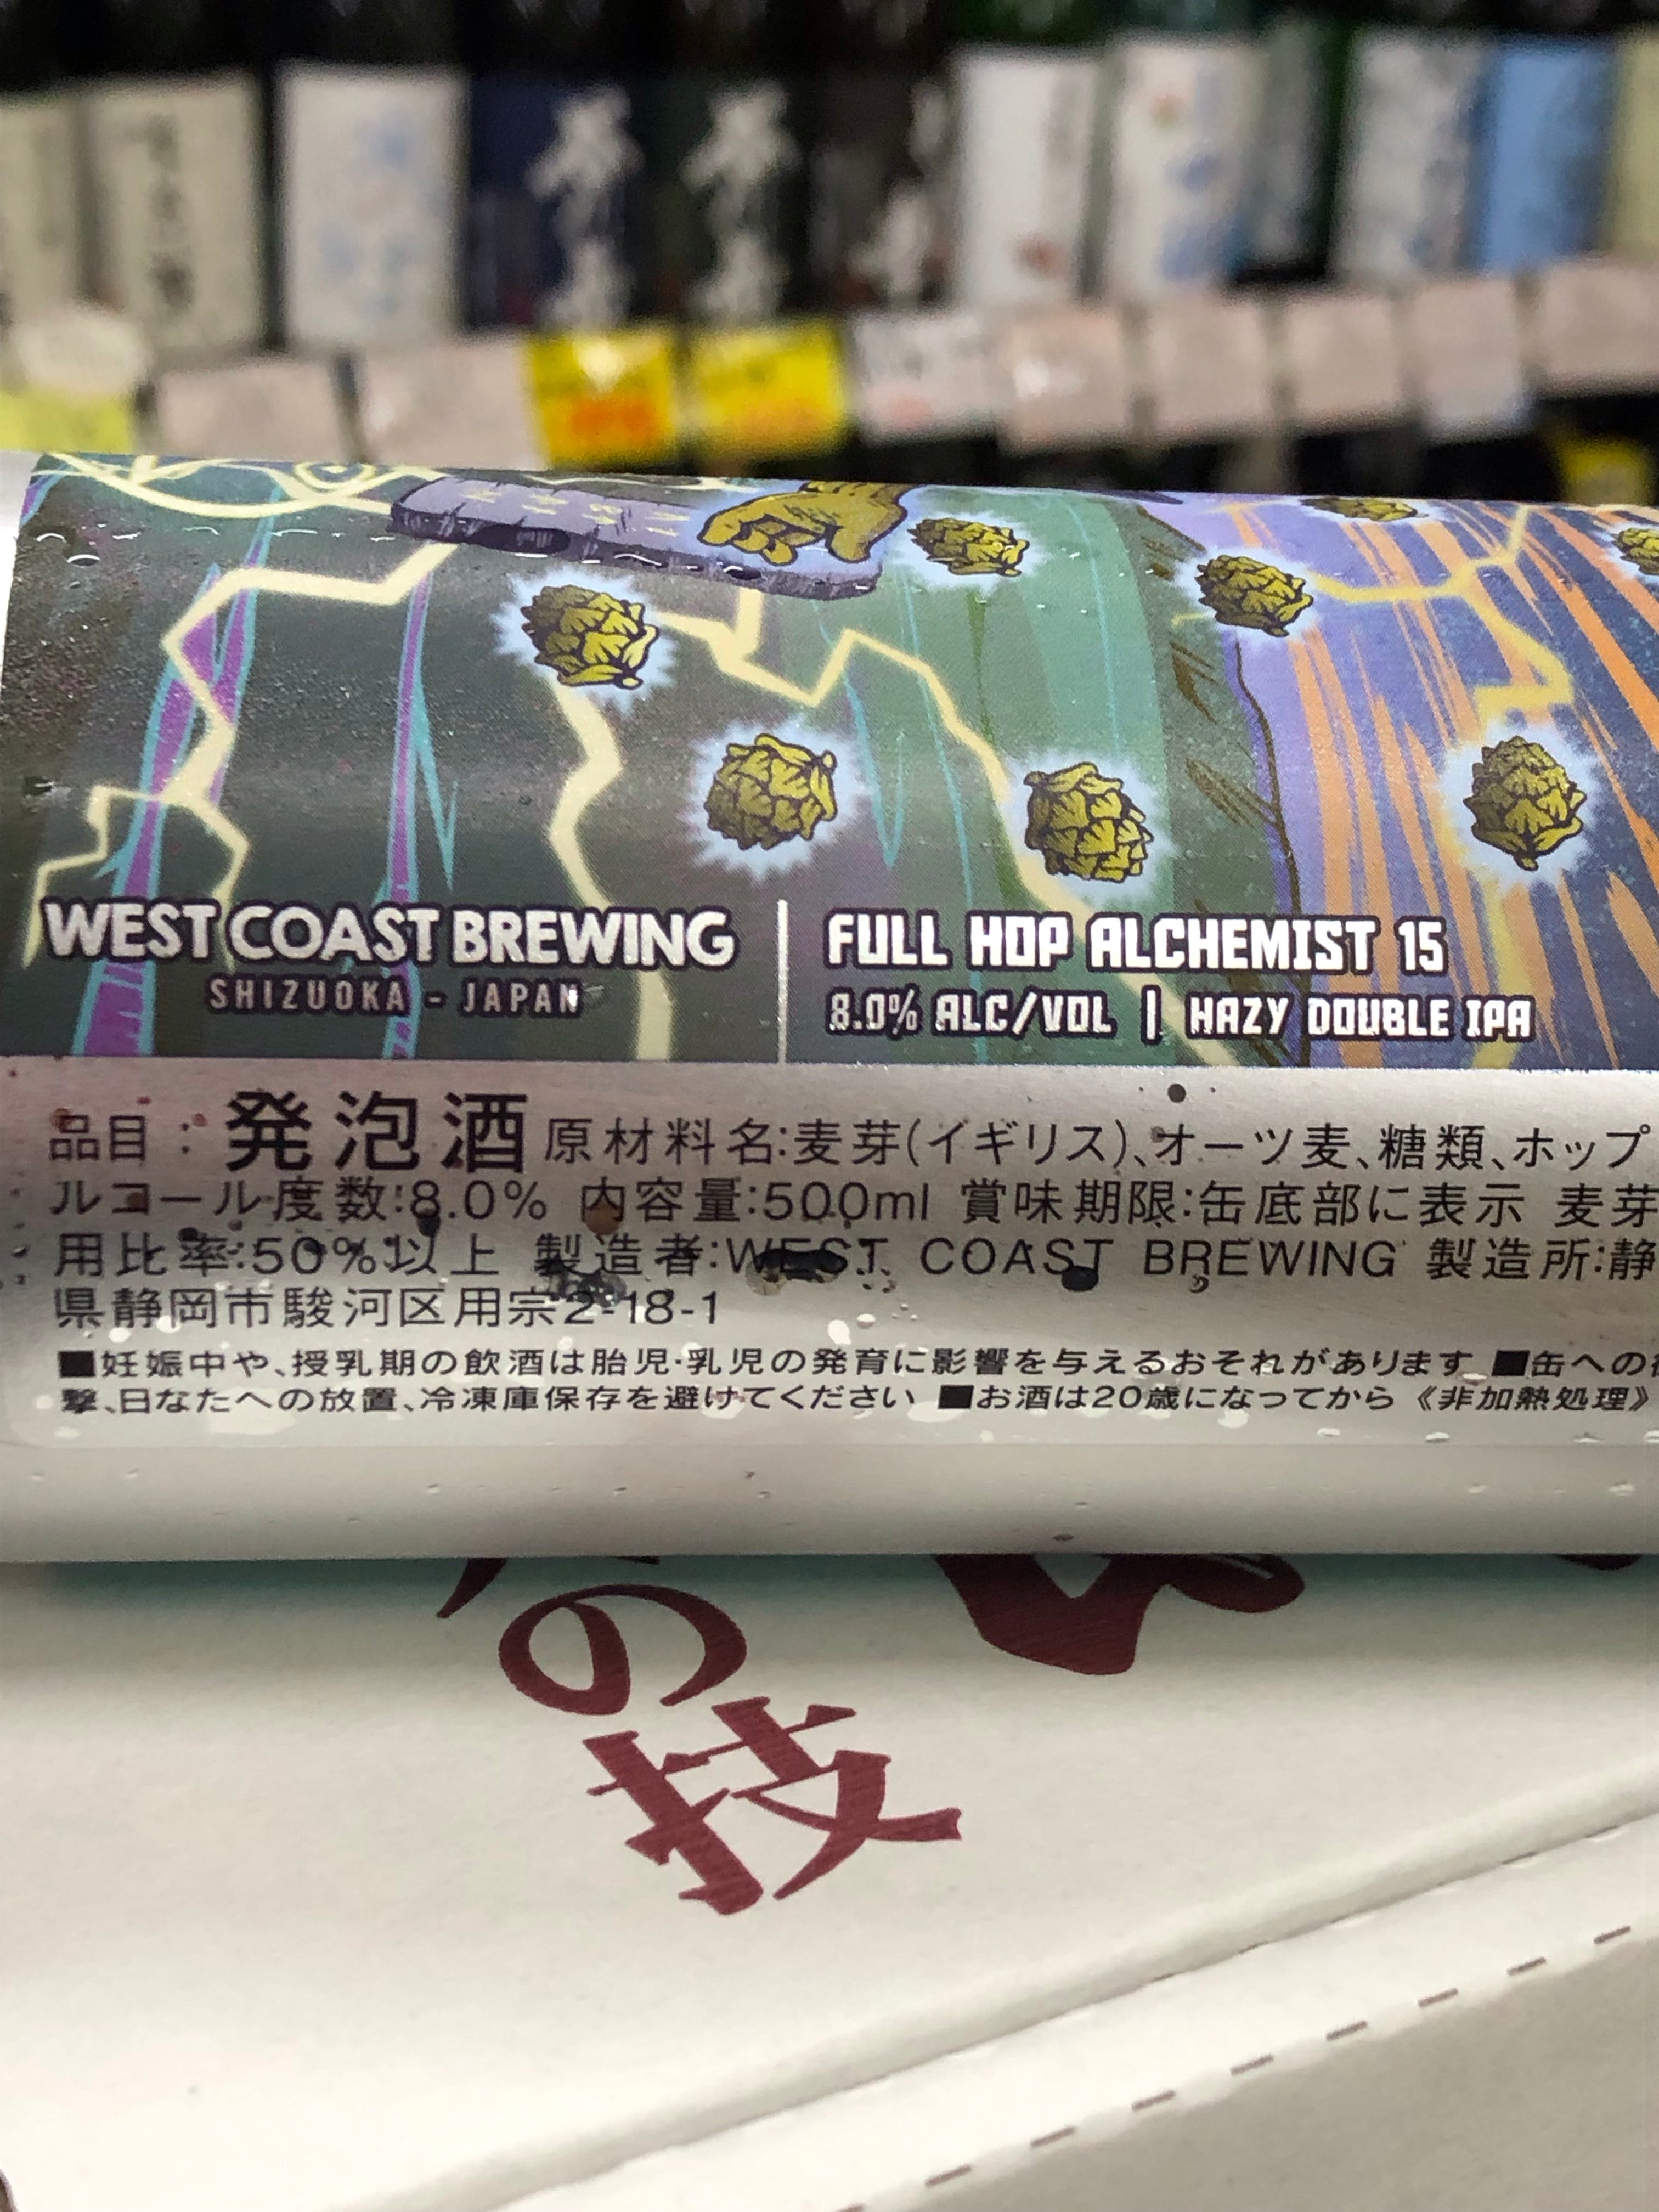 WEST COAST BREWING
SHIZUOKA - JAPAN
FULL HOP ALCHEMIST 15
8.0% ALC/VOL | HAZY DOUBLE IPA
品目：発泡酒 原材料名:麦芽(イギリス)、オーツ麦、糖類、ホップ
ルコール度数:8.0% 内容量:500ml 賞味期限:缶底部に表示 麦芽
用比率:50%以上 製造者:WEST COAST BREWING 製造所:静
県静岡市駿河区用宗2-18-1
■妊娠中や、授乳期の飲酒は胎児・乳児の発育に影響を与えるおそれがあります ■缶への
撃、日なたへの放置、冷凍庫保存を避けてください ■お酒は20歳になってから 《非加熱処理》
の技